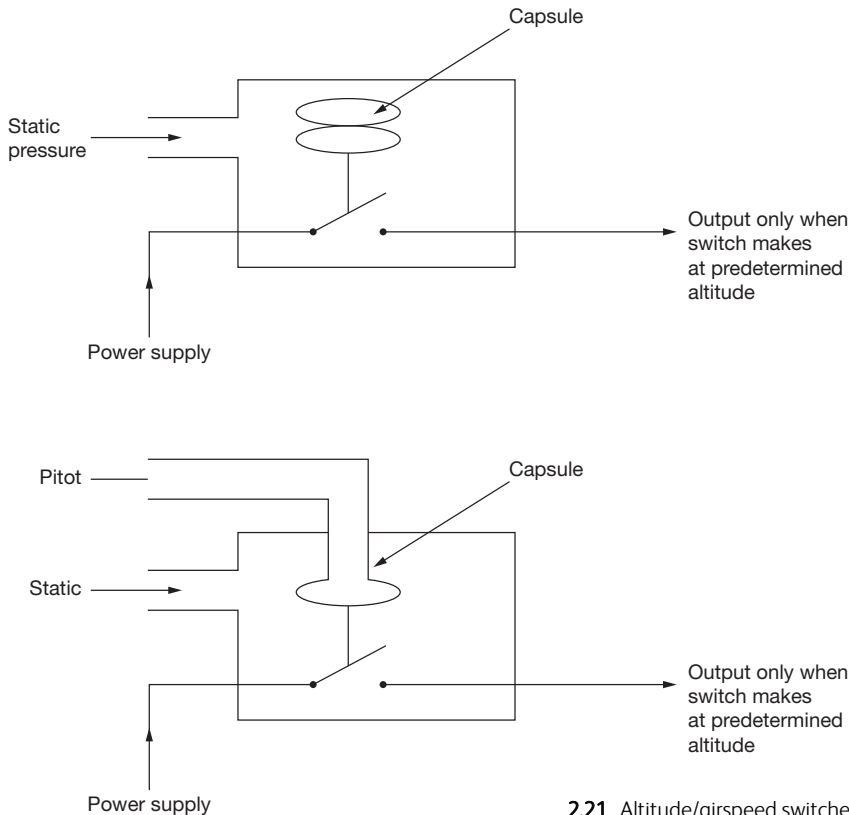 Capsule
Static
pressure
Output only when
switch makes
at predetermined
altitude
Power supply
Pitot
Capsule
Static
Output only when
switch makes
at predetermined
altitude
Power supply
2.21 Altitude/airspeed switche